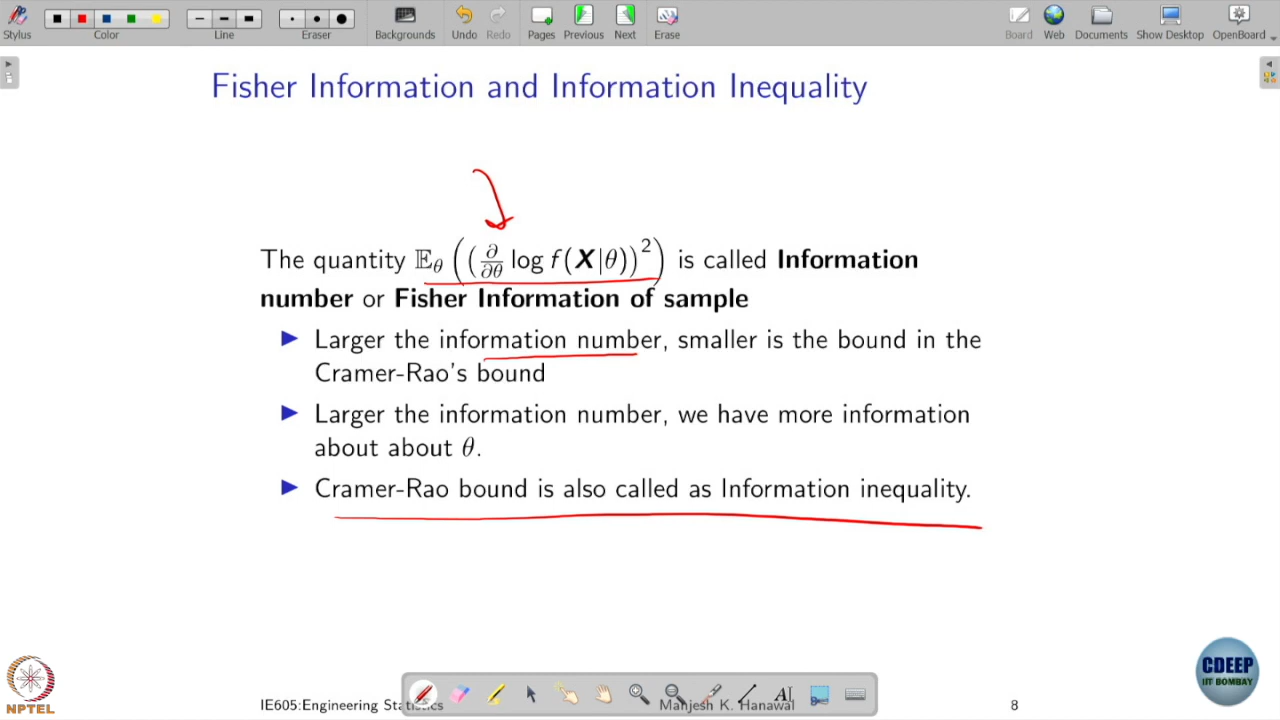 Stylus Color Line Eraser Backgrounds Undo Redo Pages Previous Next Erase Board Web Documents Show Desktop OpenBoard
Fisher Information and Information Inequality
The quantity 𝔼θ ((∂/∂θ log f(X|θ))²) is called Information
number or Fisher Information of sample
▶ Larger the information number, smaller is the bound in the
Cramer-Rao's bound
▶ Larger the information number, we have more information
about about θ.
▶ Cramer-Rao bound is also called as Information inequality.
NPTEL
IE605:Engineering Statistics Manjesh K. Hanawal 8
CDEEP
IIT BOMBAY